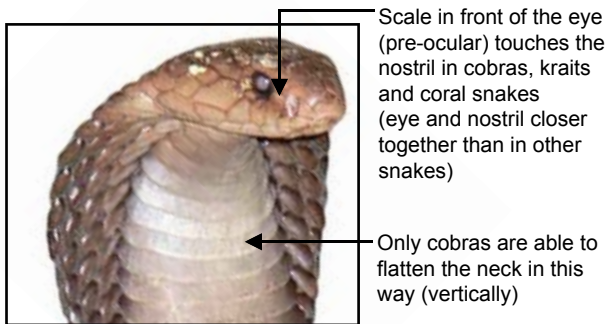 Scale in front of the eye
(pre-ocular) touches the
nostril in cobras, kraits
and coral snakes
(eye and nostril closer
together than in other
snakes)
Only cobras are able to
flatten the neck in this
way (vertically)